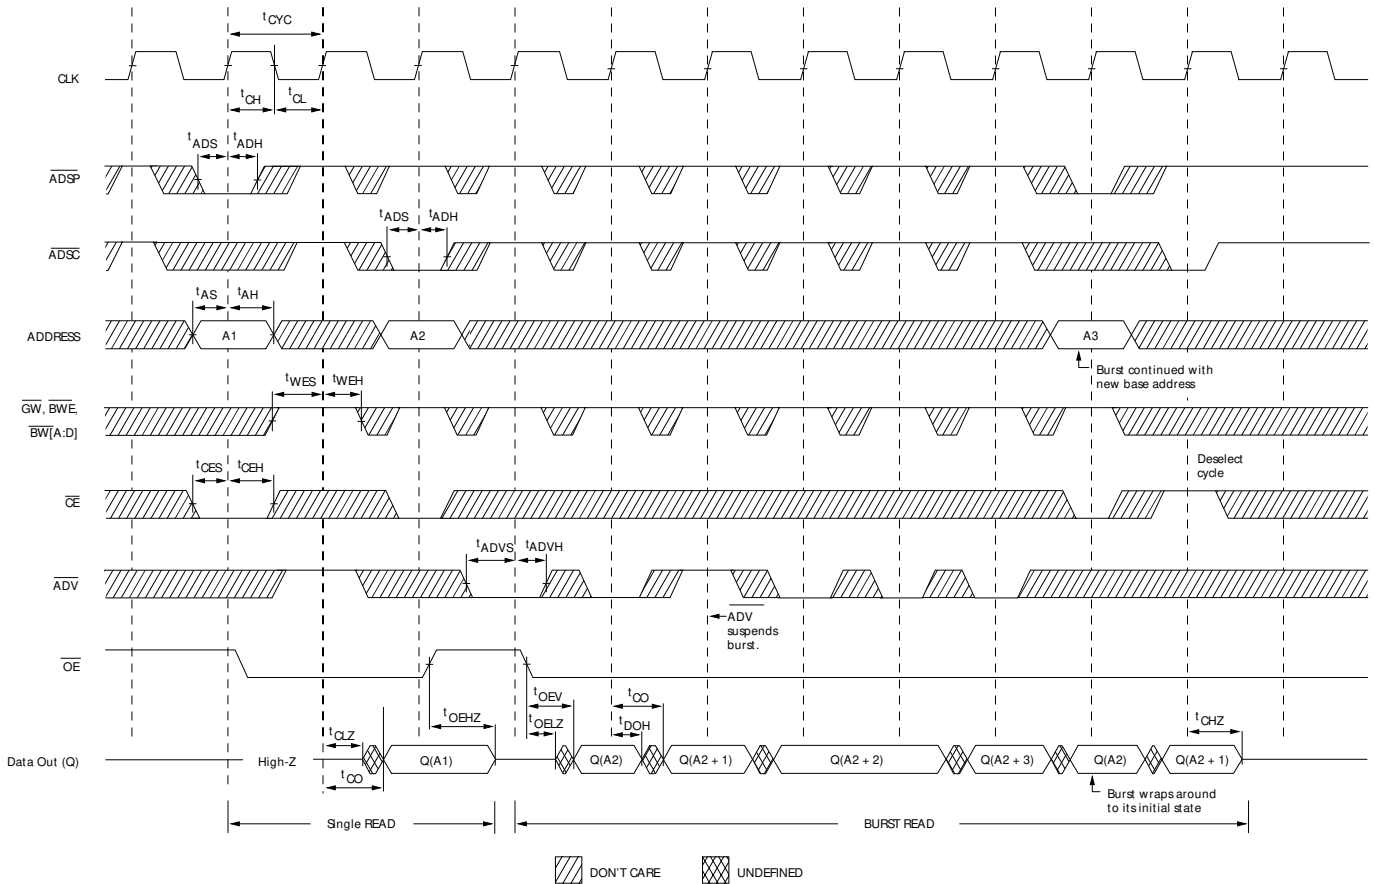 tCYC
CLK
tCH
tCL
tADS
tADH
ADSP
tADS
tADH
ADSC
tAS
tAH
ADDRESS
A1
A2
A3
Burst continued with
new base address
tWES
tWEH
GW, BWE,
BW[A:D]
Deselect
cycle
tCES
tCEH
CE
tADVS
tADVH
ADV
ADV
suspends
burst.
OE
tOEV
tCO
tOEHZ
tOELZ
tDOH
tCHZ
tCLZ
Data Out (Q)
High-Z
Q(A1)
Q(A2)
Q(A2 + 1)
Q(A2 + 2)
Q(A2 + 3)
Q(A2)
Q(A2 + 1)
tCO
Burst wraps around
to its initial state
Single READ
BURST READ
DON'T CARE
UNDEFINED